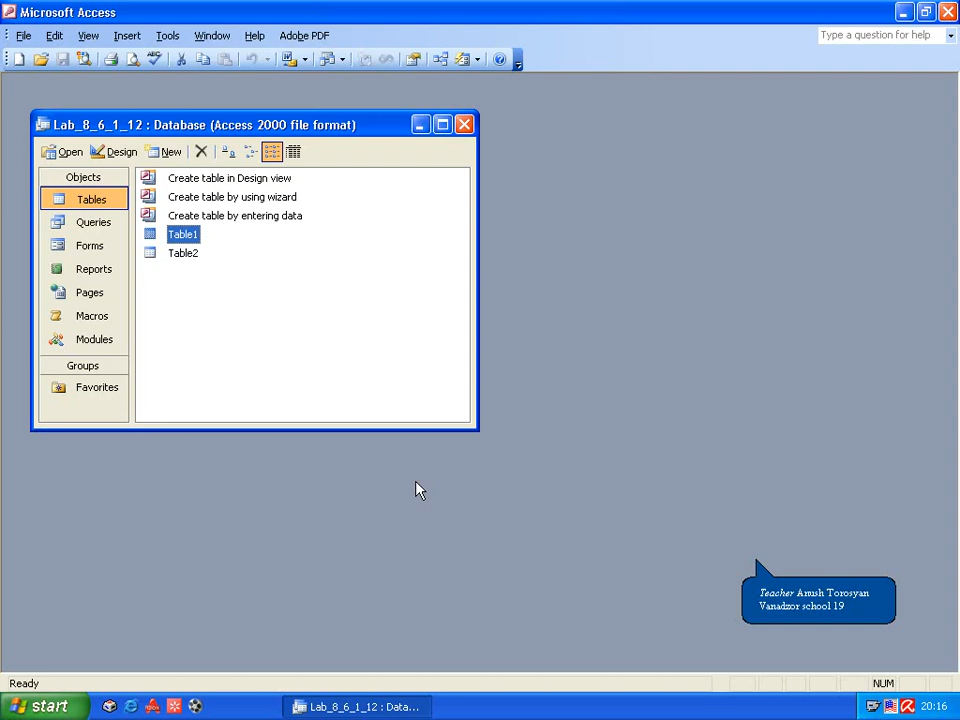 Microsoft Access
File Edit View Insert Tools Window Help Adobe PDF
Type a question for help
Lab_8_6_1_12 : Database (Access 2000 file format)
Open Design New
Objects
Tables
Queries
Forms
Reports
Pages
Macros
Modules
Groups
Favorites
Create table in Design view
Create table by using wizard
Create table by entering data
Table1
Table2
Teacher Anush Torosyan
Vanadzor school 19
Ready
NUM
start
Lab_8_6_1_12 : Data...
20:16